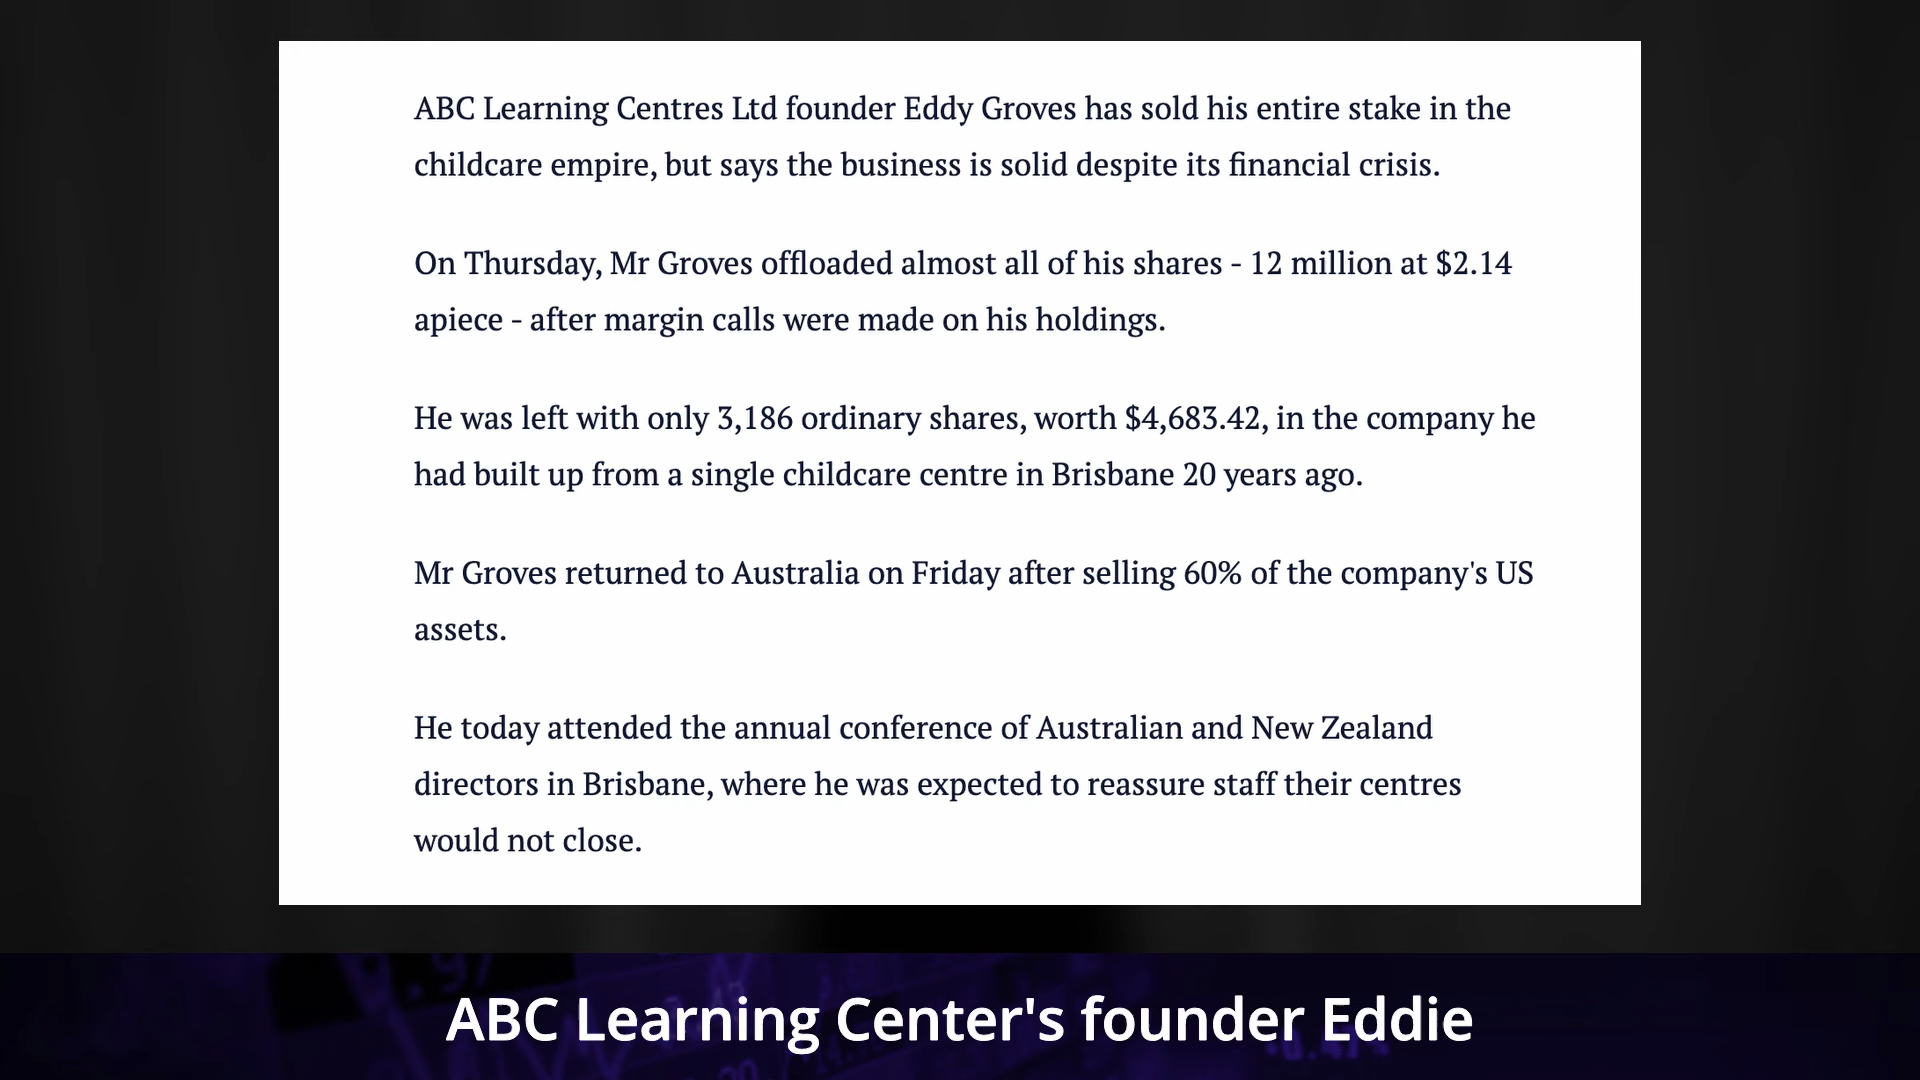 ABC Learning Centres Ltd founder Eddy Groves has sold his entire stake in the
childcare empire, but says the business is solid despite its financial crisis.
On Thursday, Mr Groves offloaded almost all of his shares - 12 million at $2.14
apiece - after margin calls were made on his holdings.
He was left with only 3,186 ordinary shares, worth $4,683.42, in the company he
had built up from a single childcare centre in Brisbane 20 years ago.
Mr Groves returned to Australia on Friday after selling 60% of the company's US
assets.
He today attended the annual conference of Australian and New Zealand
directors in Brisbane, where he was expected to reassure staff their centres
would not close.
ABC Learning Center's founder Eddie